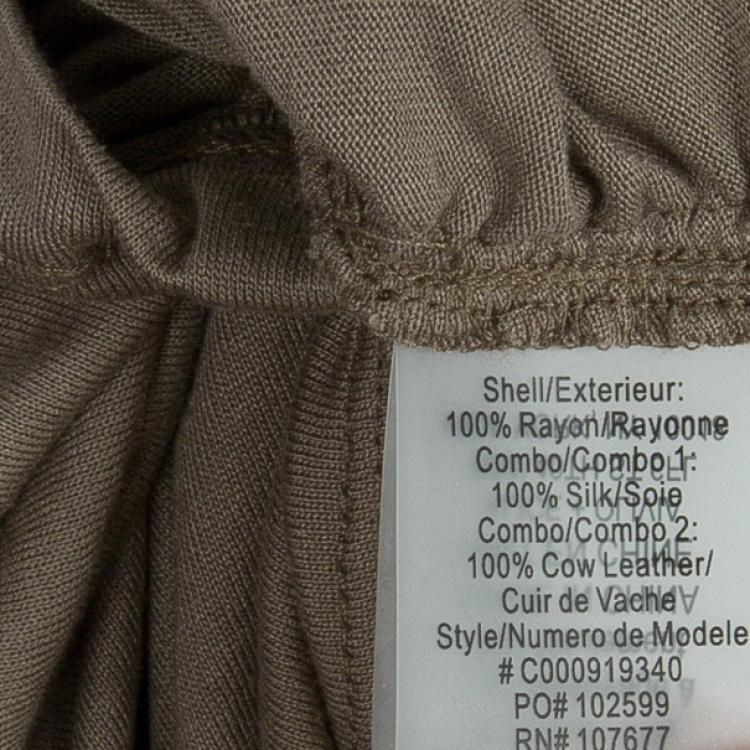 Shell/Exterieur:
100% Rayon/Rayonne
Combo/Combo 1:
100% Silk/Soie
Combo/Combo 2:
100% Cow Leather/
Cuir de Vache
Style/Numero de Modele
# C000919340
PO# 102599
RN# 107677